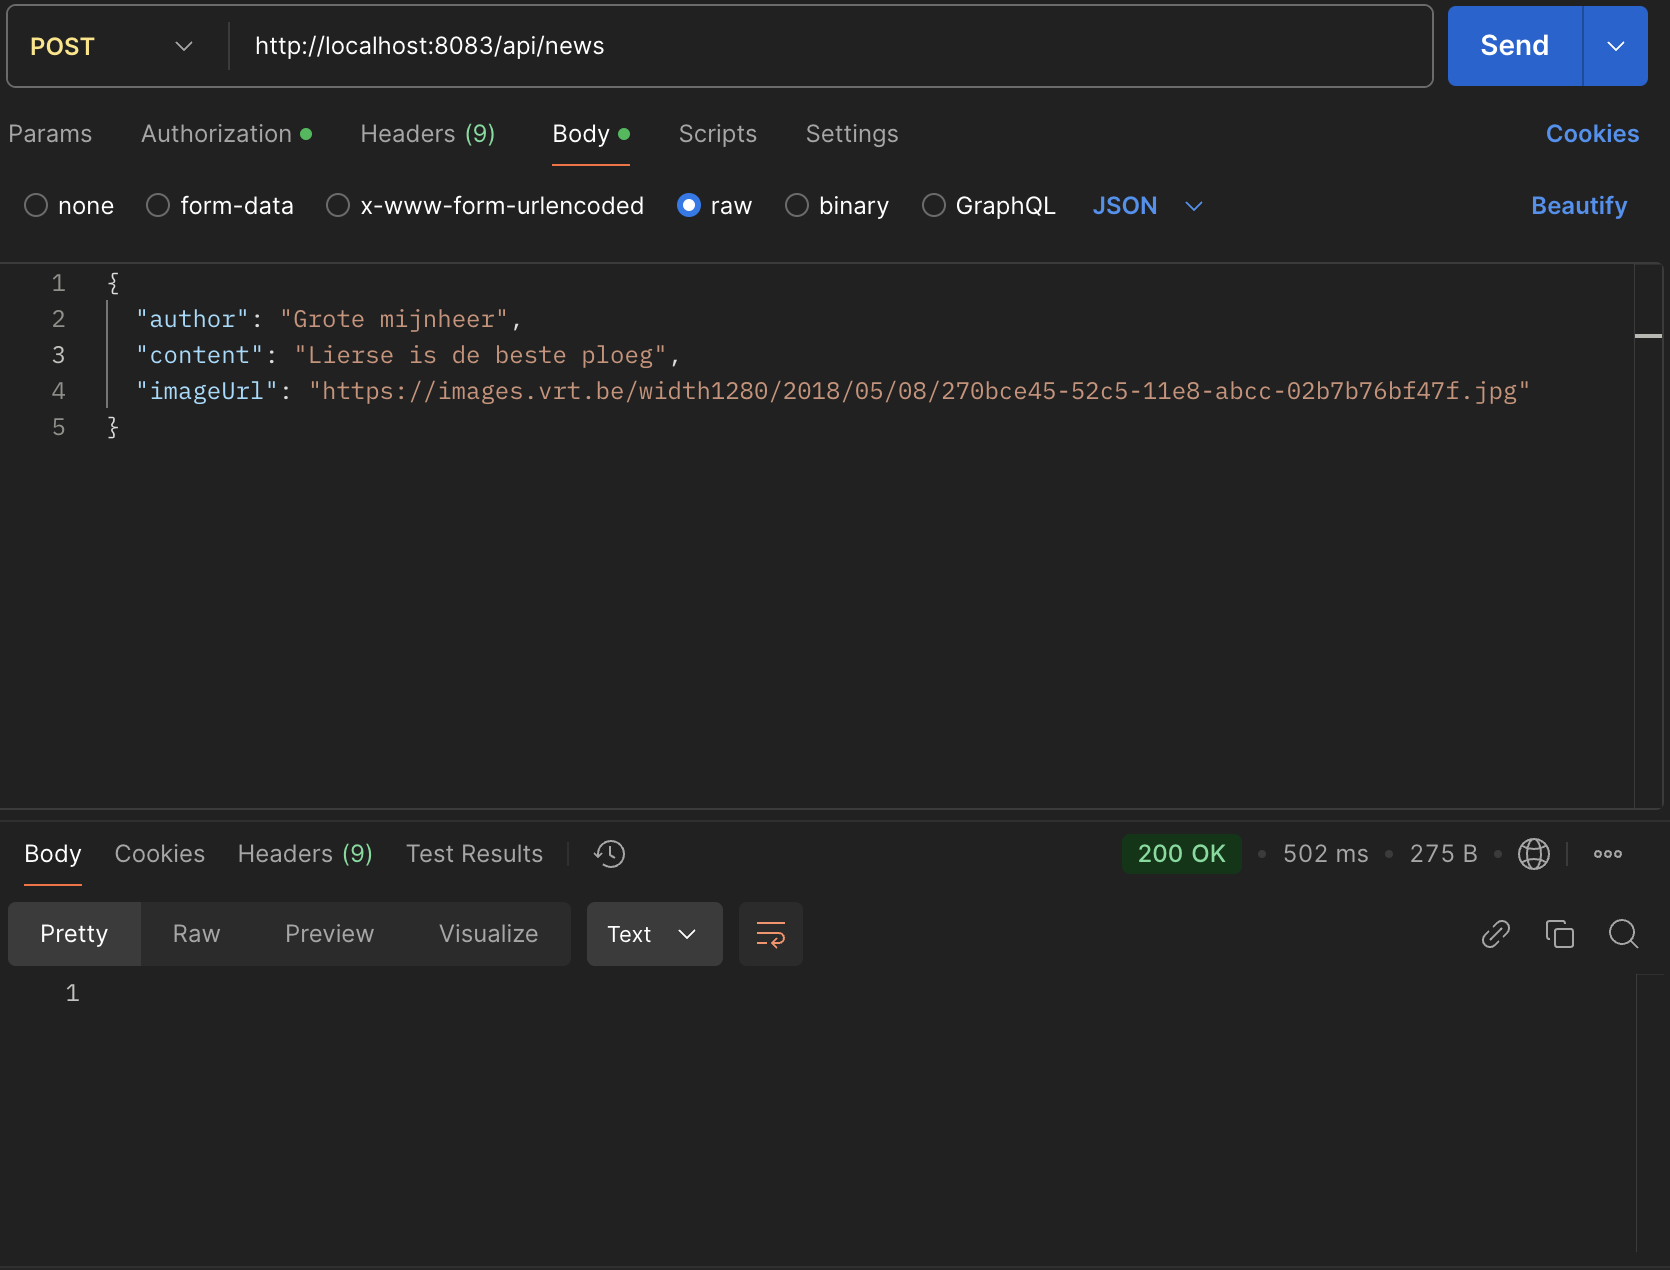 POST http://localhost:8083/api/news Send
Params Authorization Headers (9) Body Scripts Settings Cookies
none form-data x-www-form-urlencoded raw binary GraphQL JSON Beautify
1 {
2 "author": "Grote mijnheer",
3 "content": "Lierse is de beste ploeg",
4 "imageUrl": "https://images.vrt.be/width1280/2018/05/08/270bce45-52c5-11e8-abcc-02b7b76bf47f.jpg"
5 }
Body Cookies Headers (9) Test Results 200 OK 502 ms 275 B
Pretty Raw Preview Visualize Text
1